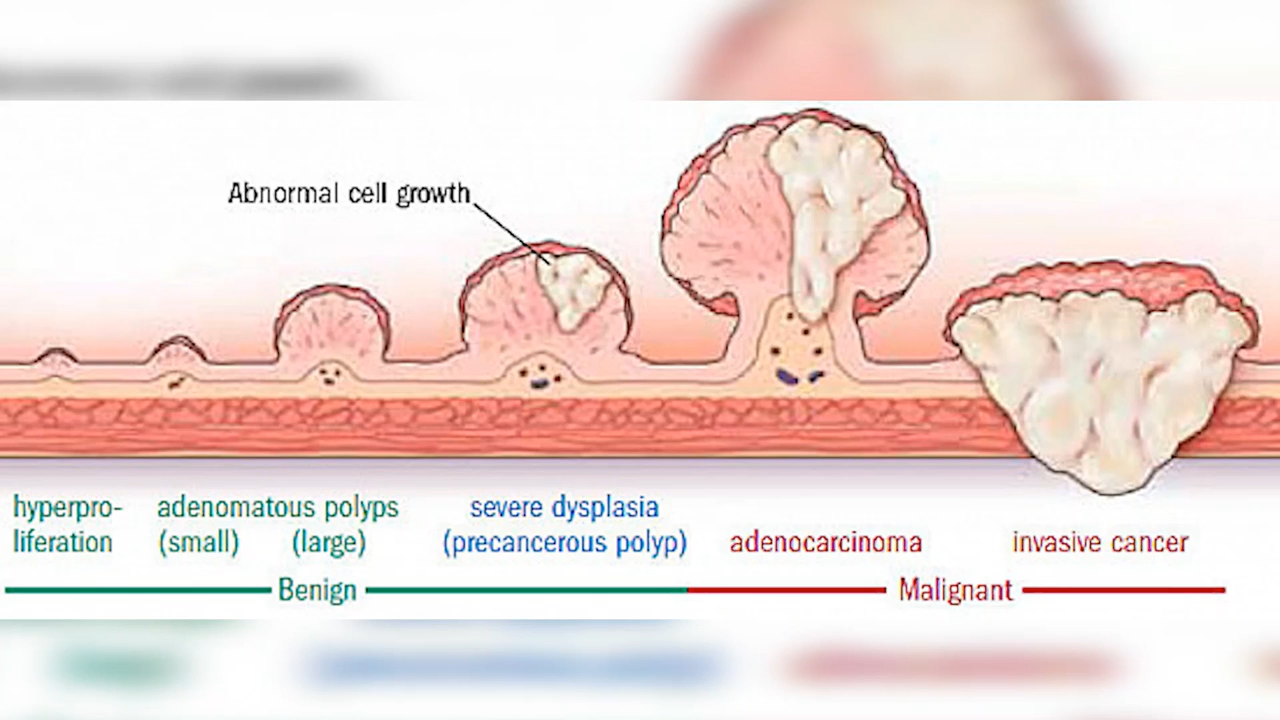 Abnormal cell growth
hyperpro-
liferation
adenomatous polyps
(small) (large)
severe dysplasia
(precancerous polyp)
adenocarcinoma
invasive cancer
Benign
Malignant